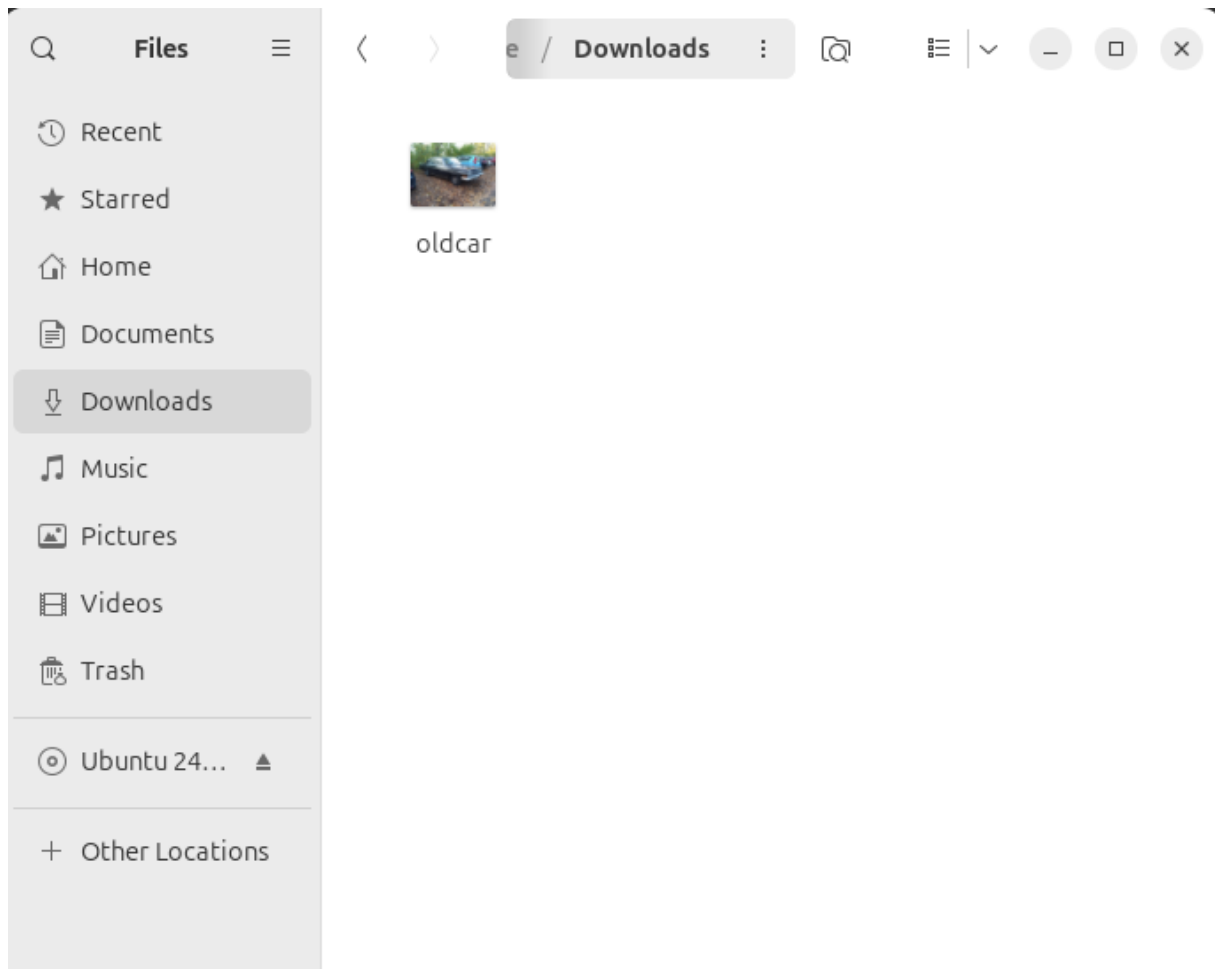 Files
e / Downloads
Recent
Starred
Home
Documents
Downloads
Music
Pictures
Videos
Trash
Ubuntu 24...
Other Locations
oldcar